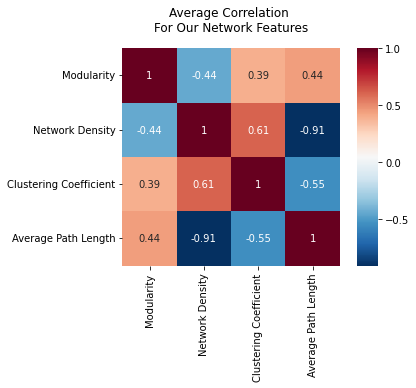 Average Correlation
For Our Network Features
Modularity
1
-0.44
0.39
0.44
Network Density
-0.44
1
0.61
-0.91
Clustering Coefficient
0.39
0.61
1
-0.55
Average Path Length
0.44
-0.91
-0.55
1
Modularity
Network Density
Clustering Coefficient
Average Path Length
1.0
0.5
0.0
−0.5